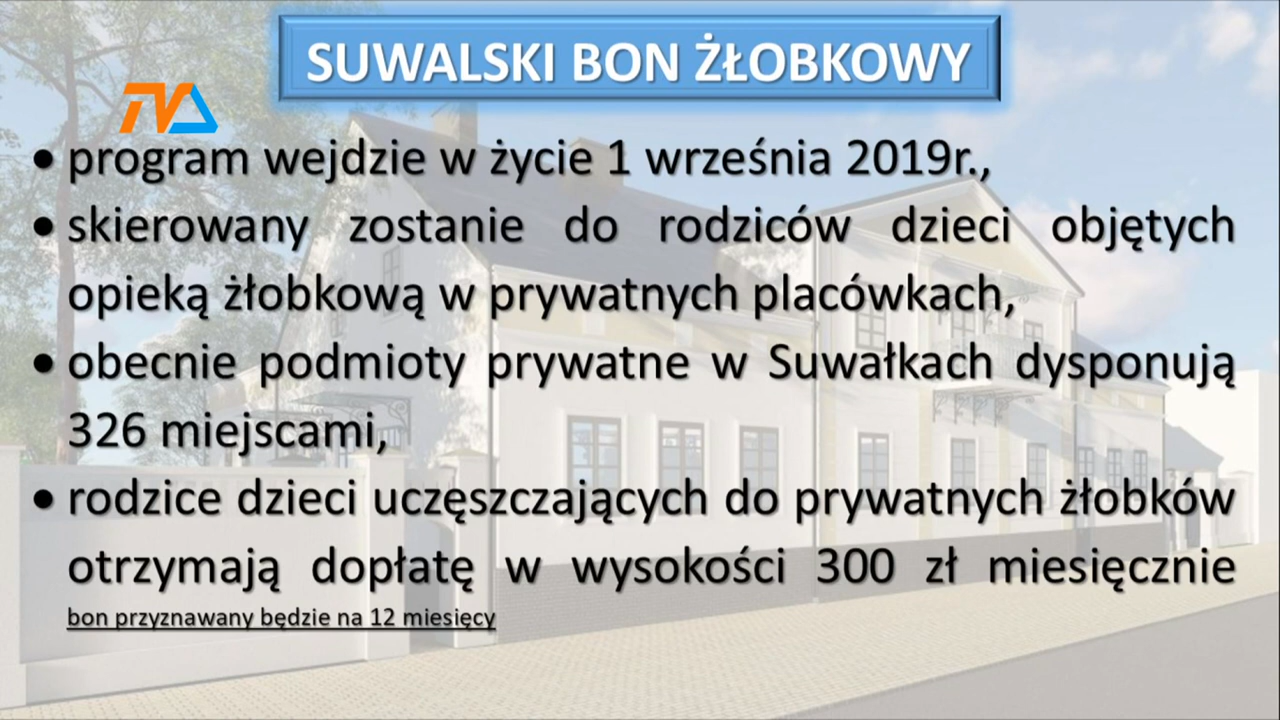 SUWALSKI BON ŻŁOBKOWY
TVA
• program wejdzie w życie 1 września 2019r.,
• skierowany zostanie do rodziców dzieci objętych
opieką żłobkową w prywatnych placówkach,
• obecnie podmioty prywatne w Suwałkach dysponują
326 miejscami,
• rodzice dzieci uczęszczających do prywatnych żłobków
otrzymają dopłatę w wysokości 300 zł miesięcznie
bon przyznawany będzie na 12 miesięcy